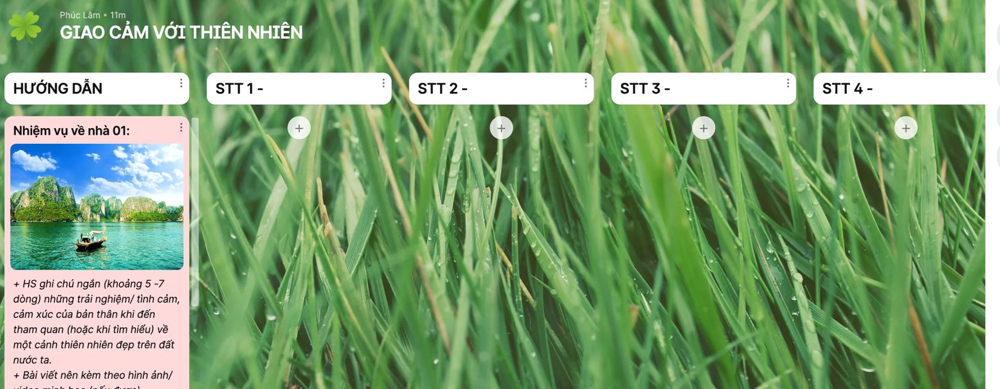 Phúc Lâm • 11m
GIAO CẢM VỚI THIÊN NHIÊN
HƯỚNG DẪN
STT 1 -
STT 2 -
STT 3 -
STT 4 -
Nhiệm vụ về nhà 01:
+ HS ghi chú ngắn (khoảng 5 -7
dòng) những trải nghiệm/ tình cảm,
cảm xúc của bản thân khi đến
tham quan (hoặc khi tìm hiểu) về
một cảnh thiên nhiên đẹp trên đất
nước ta.
+ Bài viết nên kèm theo hình ảnh/